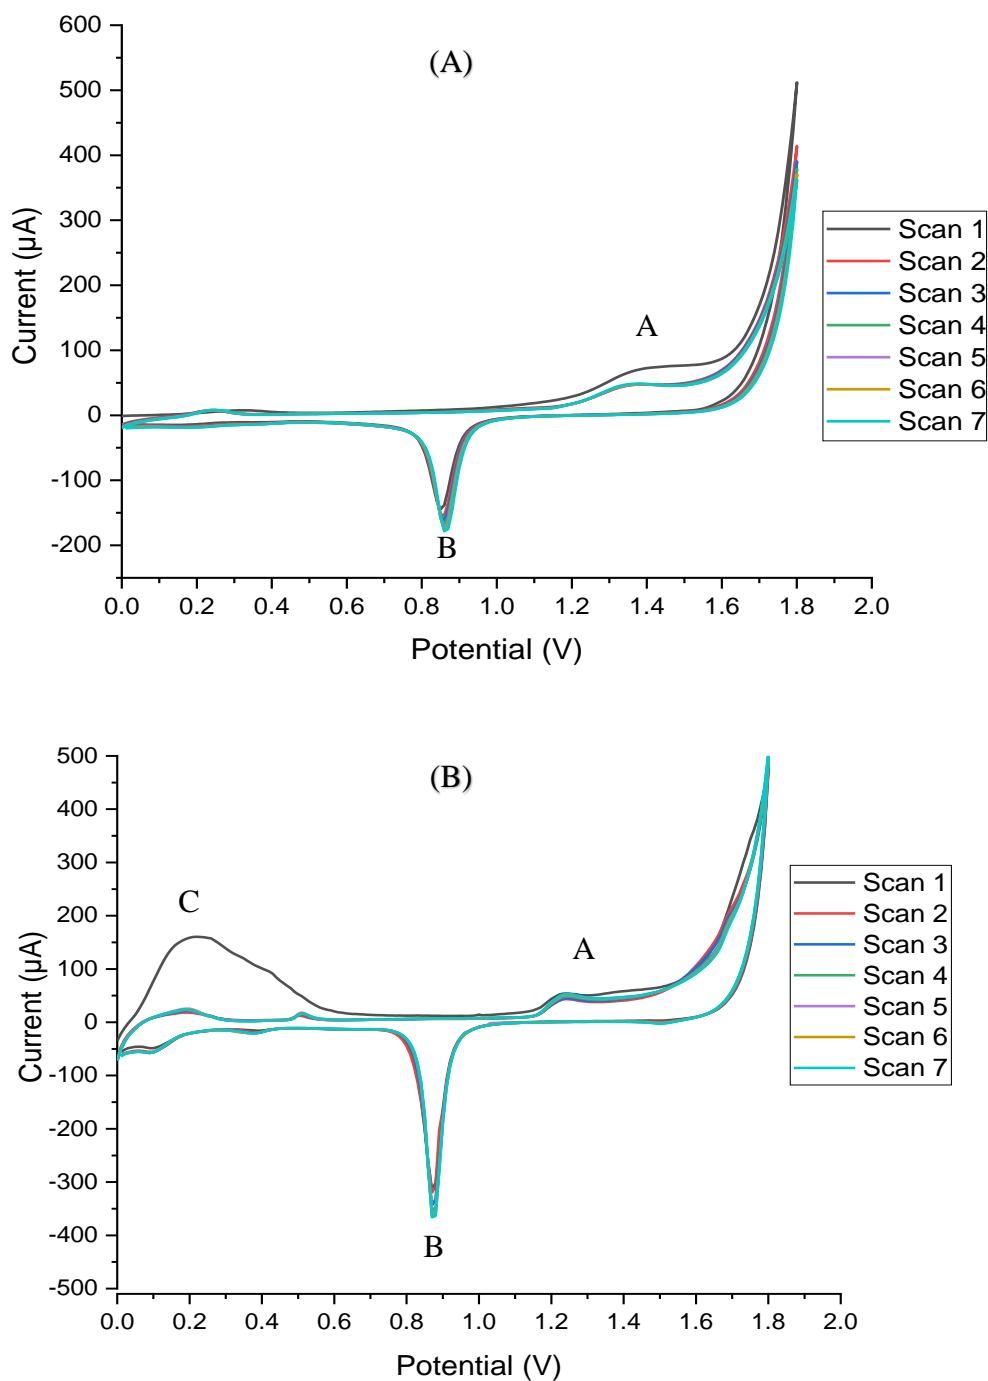 (A)
600
500
400
300
200
100
0
-100
-200
Current (µA)
A
B
Scan 1
Scan 2
Scan 3
Scan 4
Scan 5
Scan 6
Scan 7
0.0 0.2 0.4 0.6 0.8 1.0 1.2 1.4 1.6 1.8 2.0
Potential (V)
(B)
500
400
300
200
100
0
-100
-200
-300
-400
-500
Current (µA)
C
A
B
Scan 1
Scan 2
Scan 3
Scan 4
Scan 5
Scan 6
Scan 7
0.0 0.2 0.4 0.6 0.8 1.0 1.2 1.4 1.6 1.8 2.0
Potential (V)